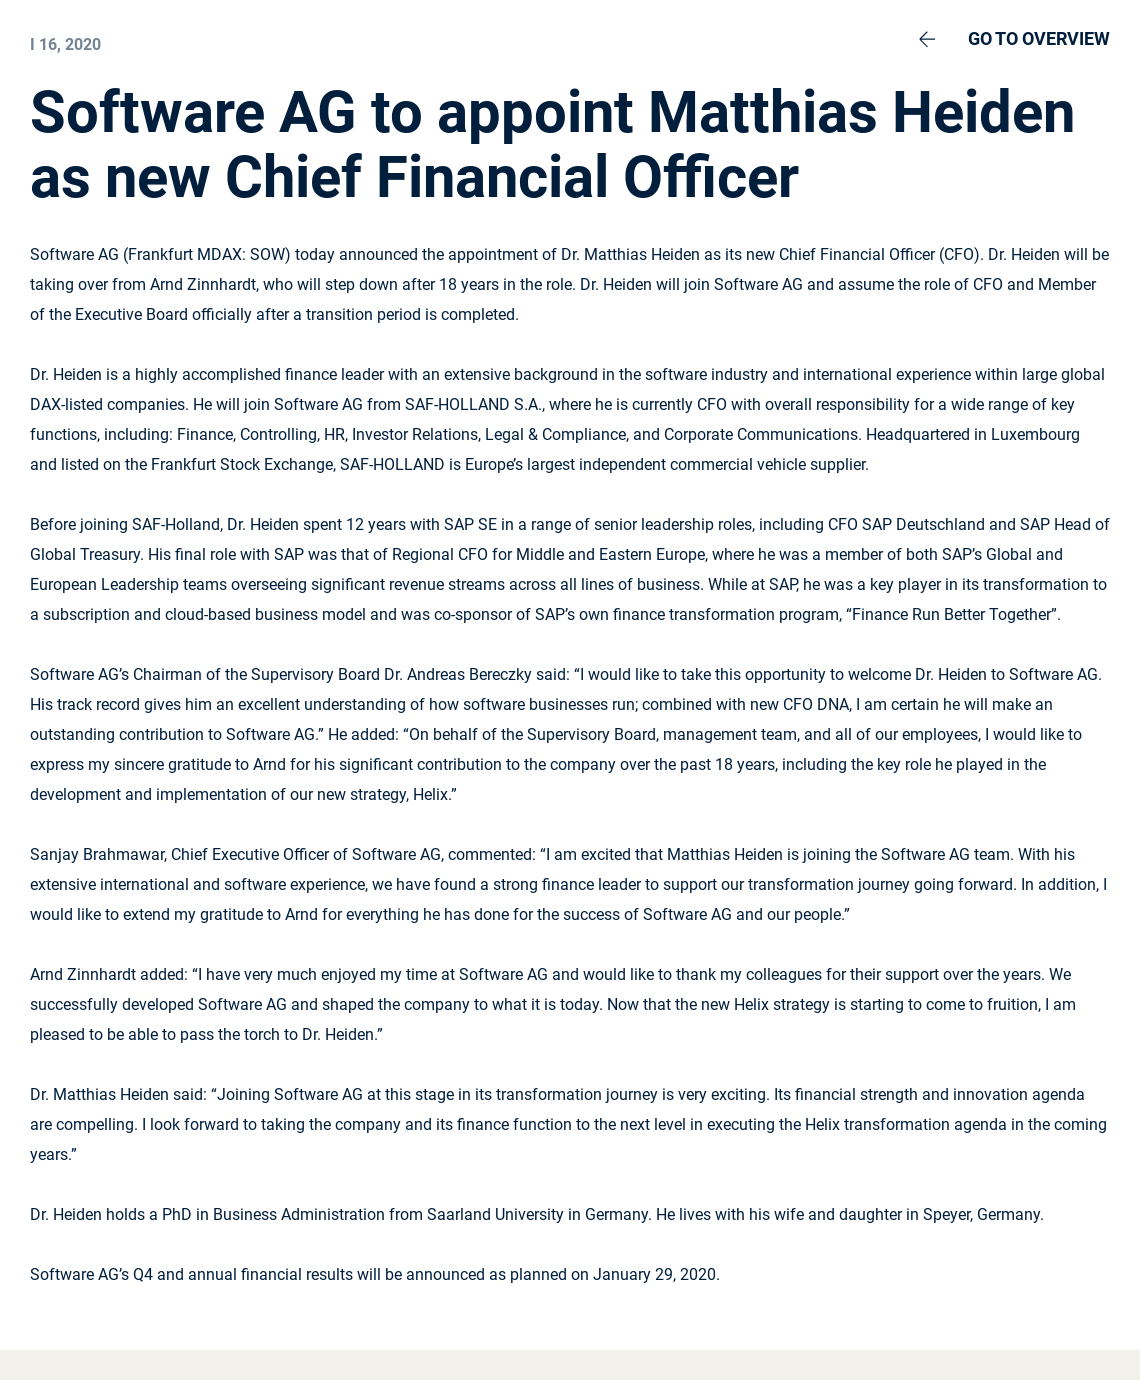 I 16, 2020
GO TO OVERVIEW
Software AG to appoint Matthias Heiden
as new Chief Financial Officer
Software AG (Frankfurt MDAX: SOW) today announced the appointment of Dr. Matthias Heiden as its new Chief Financial Officer (CFO). Dr. Heiden will be
taking over from Arnd Zinnhardt, who will step down after 18 years in the role. Dr. Heiden will join Software AG and assume the role of CFO and Member
of the Executive Board officially after a transition period is completed.
Dr. Heiden is a highly accomplished finance leader with an extensive background in the software industry and international experience within large global
DAX-listed companies. He will join Software AG from SAF-HOLLAND S.A., where he is currently CFO with overall responsibility for a wide range of key
functions, including: Finance, Controlling, HR, Investor Relations, Legal & Compliance, and Corporate Communications. Headquartered in Luxembourg
and listed on the Frankfurt Stock Exchange, SAF-HOLLAND is Europe’s largest independent commercial vehicle supplier.
Before joining SAF-Holland, Dr. Heiden spent 12 years with SAP SE in a range of senior leadership roles, including CFO SAP Deutschland and SAP Head of
Global Treasury. His final role with SAP was that of Regional CFO for Middle and Eastern Europe, where he was a member of both SAP’s Global and
European Leadership teams overseeing significant revenue streams across all lines of business. While at SAP, he was a key player in its transformation to
a subscription and cloud-based business model and was co-sponsor of SAP’s own finance transformation program, “Finance Run Better Together”.
Software AG’s Chairman of the Supervisory Board Dr. Andreas Bereczky said: “I would like to take this opportunity to welcome Dr. Heiden to Software AG.
His track record gives him an excellent understanding of how software businesses run; combined with new CFO DNA, I am certain he will make an
outstanding contribution to Software AG.” He added: “On behalf of the Supervisory Board, management team, and all of our employees, I would like to
express my sincere gratitude to Arnd for his significant contribution to the company over the past 18 years, including the key role he played in the
development and implementation of our new strategy, Helix.”
Sanjay Brahmawar, Chief Executive Officer of Software AG, commented: “I am excited that Matthias Heiden is joining the Software AG team. With his
extensive international and software experience, we have found a strong finance leader to support our transformation journey going forward. In addition, I
would like to extend my gratitude to Arnd for everything he has done for the success of Software AG and our people.”
Arnd Zinnhardt added: “I have very much enjoyed my time at Software AG and would like to thank my colleagues for their support over the years. We
successfully developed Software AG and shaped the company to what it is today. Now that the new Helix strategy is starting to come to fruition, I am
pleased to be able to pass the torch to Dr. Heiden.”
Dr. Matthias Heiden said: “Joining Software AG at this stage in its transformation journey is very exciting. Its financial strength and innovation agenda
are compelling. I look forward to taking the company and its finance function to the next level in executing the Helix transformation agenda in the coming
years.”
Dr. Heiden holds a PhD in Business Administration from Saarland University in Germany. He lives with his wife and daughter in Speyer, Germany.
Software AG’s Q4 and annual financial results will be announced as planned on January 29, 2020.